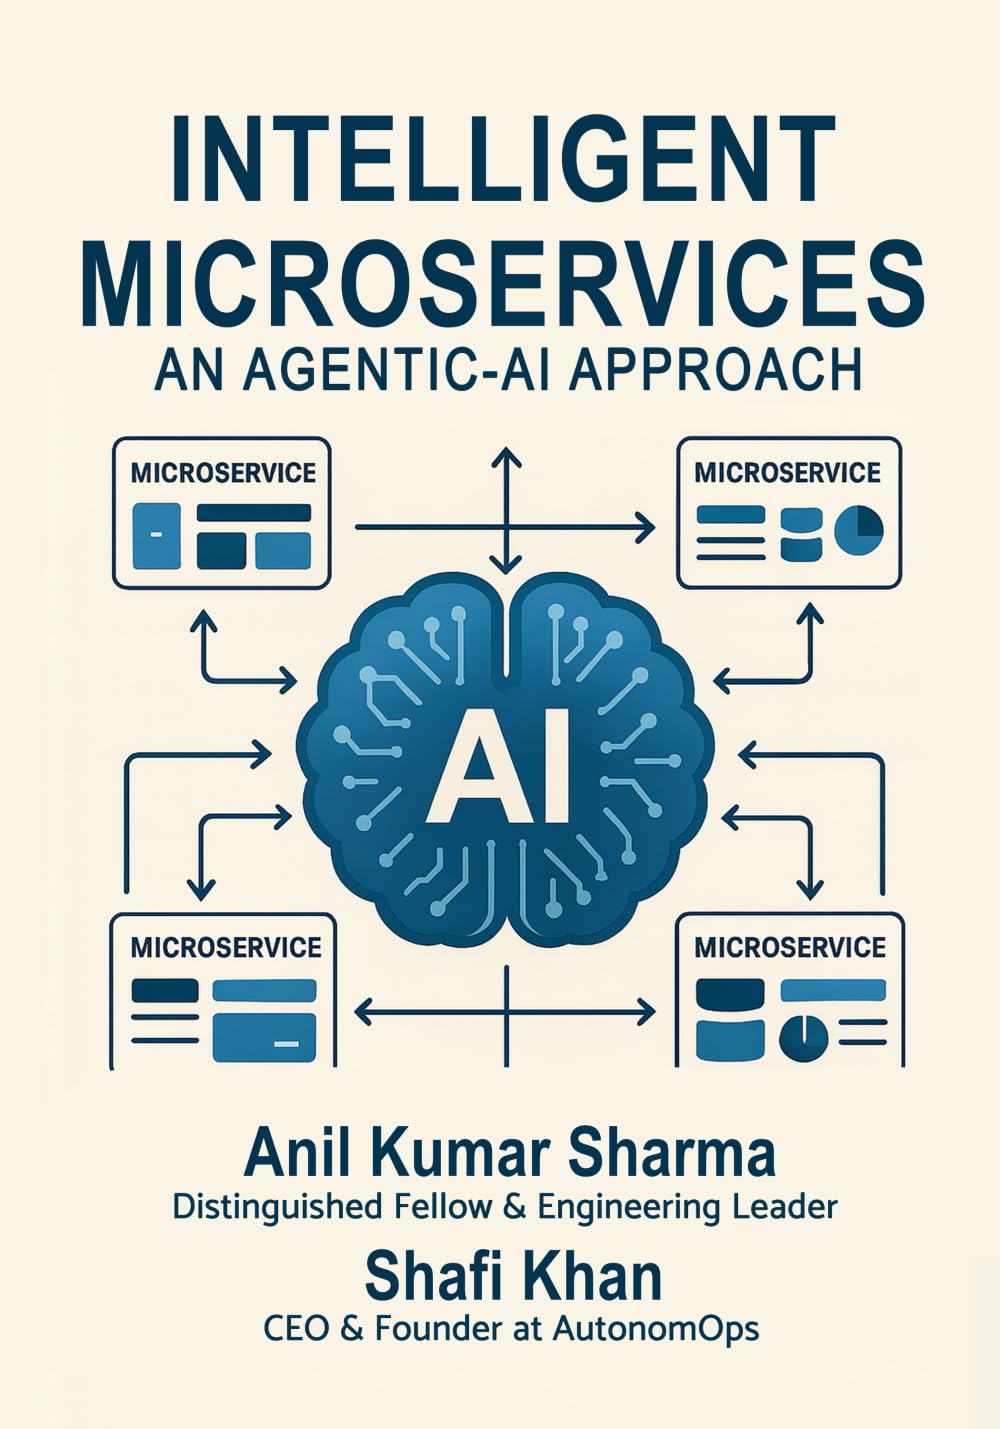 INTELLIGENT
MICROSERVICES
AN AGENTIC-AI APPROACH
MICROSERVICE
MICROSERVICE
AI
MICROSERVICE
MICROSERVICE
Anil Kumar Sharma
Distinguished Fellow & Engineering Leader
Shafi Khan
CEO & Founder at AutonomOps